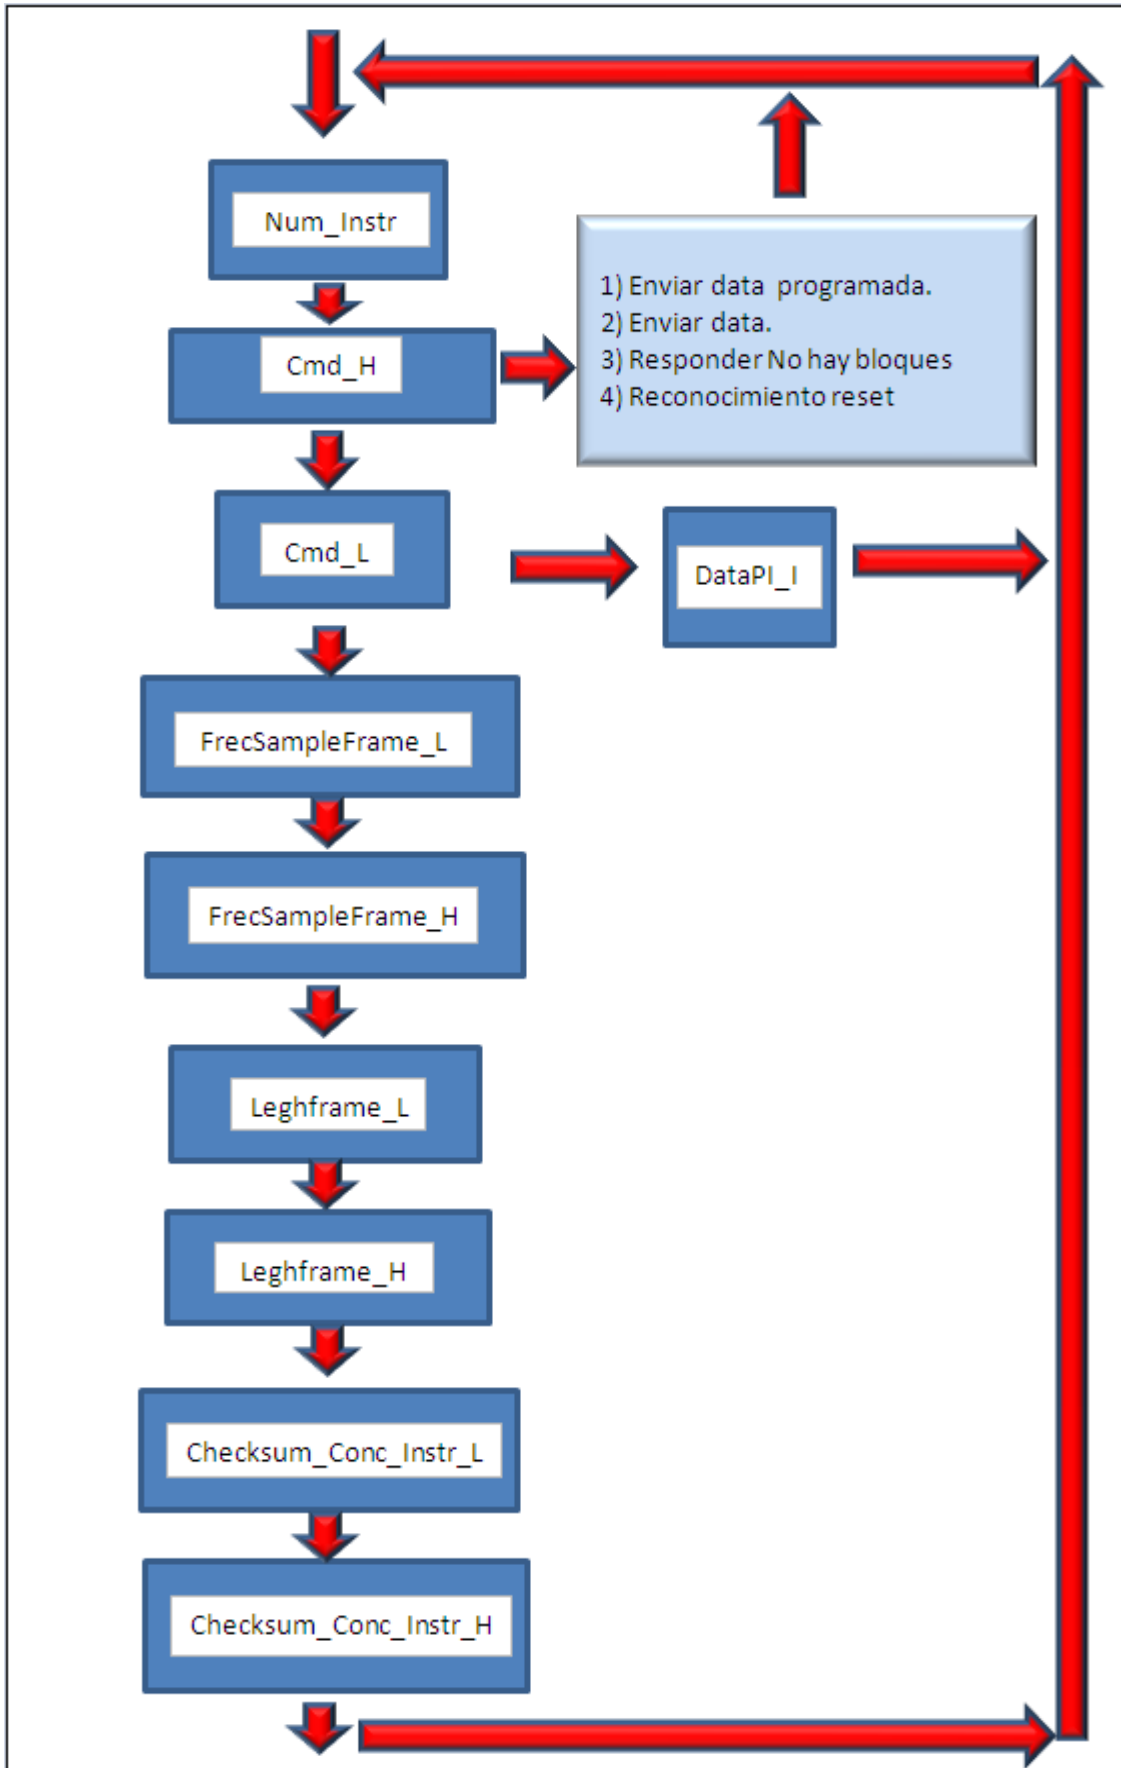 Num_Instr
Cmd_H
1) Enviar data programada.
2) Enviar data.
3) Responder No hay bloques
4) Reconocimiento reset
Cmd_L
DataPI_I
FrecSampleFrame_L
FrecSampleFrame_H
Leghframe_L
Leghframe_H
Checksum_Conc_Instr_L
Checksum_Conc_Instr_H